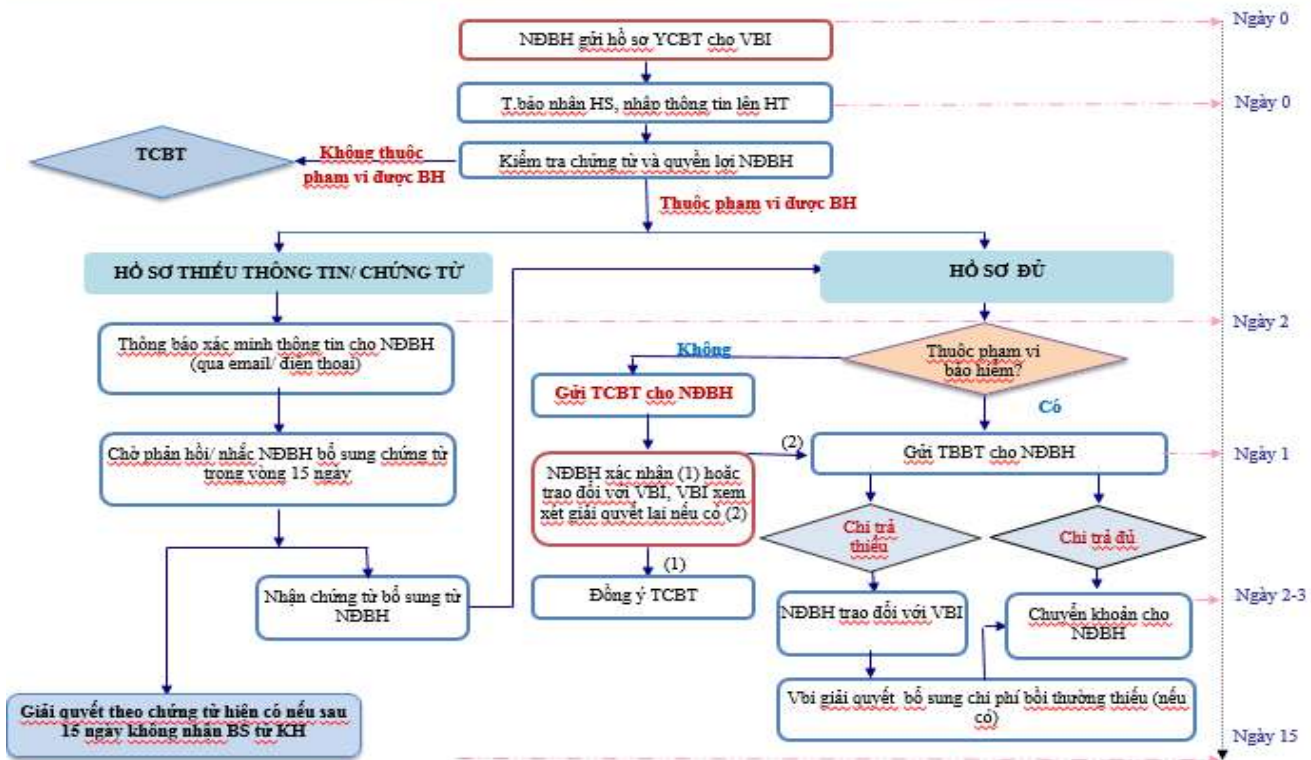 NĐBH gửi hồ sơ YCBT cho VBI
Ngày 0
T.báo nhận HS, nhập thông tin lên HT
Ngày 0
TCBT
Không thuộc
phạm vi được BH
Kiểm tra chứng từ và quyền lợi NĐBH
Thuộc phạm vi được BH
HỒ SƠ THIẾU THÔNG TIN/ CHỨNG TỪ
HỒ SƠ ĐỦ
Ngày 2
Thông báo xác minh thông tin cho NĐBH
(qua email/ điện thoại)
Không
Thuộc phạm vi
bảo hiểm?
Gửi TCBT cho NĐBH
Có
Chờ phản hồi/ nhắc NĐBH bổ sung chứng từ
trong vòng 15 ngày
(2)
Gửi TBBT cho NĐBH
Ngày 1
NĐBH xác nhận (1) hoặc
trao đổi với VBI, VBI xem
xét giải quyết lại nếu có (2)
Chi trả
thiếu
Chi trả đủ
(1)
Nhận chứng từ bổ sung từ
NĐBH
Đồng ý TCBT
NĐBH trao đổi với VBI
Chuyển khoản cho
NĐBH
Ngày 2-3
Giải quyết theo chứng từ hiện có nếu sau
15 ngày không nhận BS từ KH
Vbi giải quyết bổ sung chi phí bồi thường thiếu (nếu
có)
Ngày 15